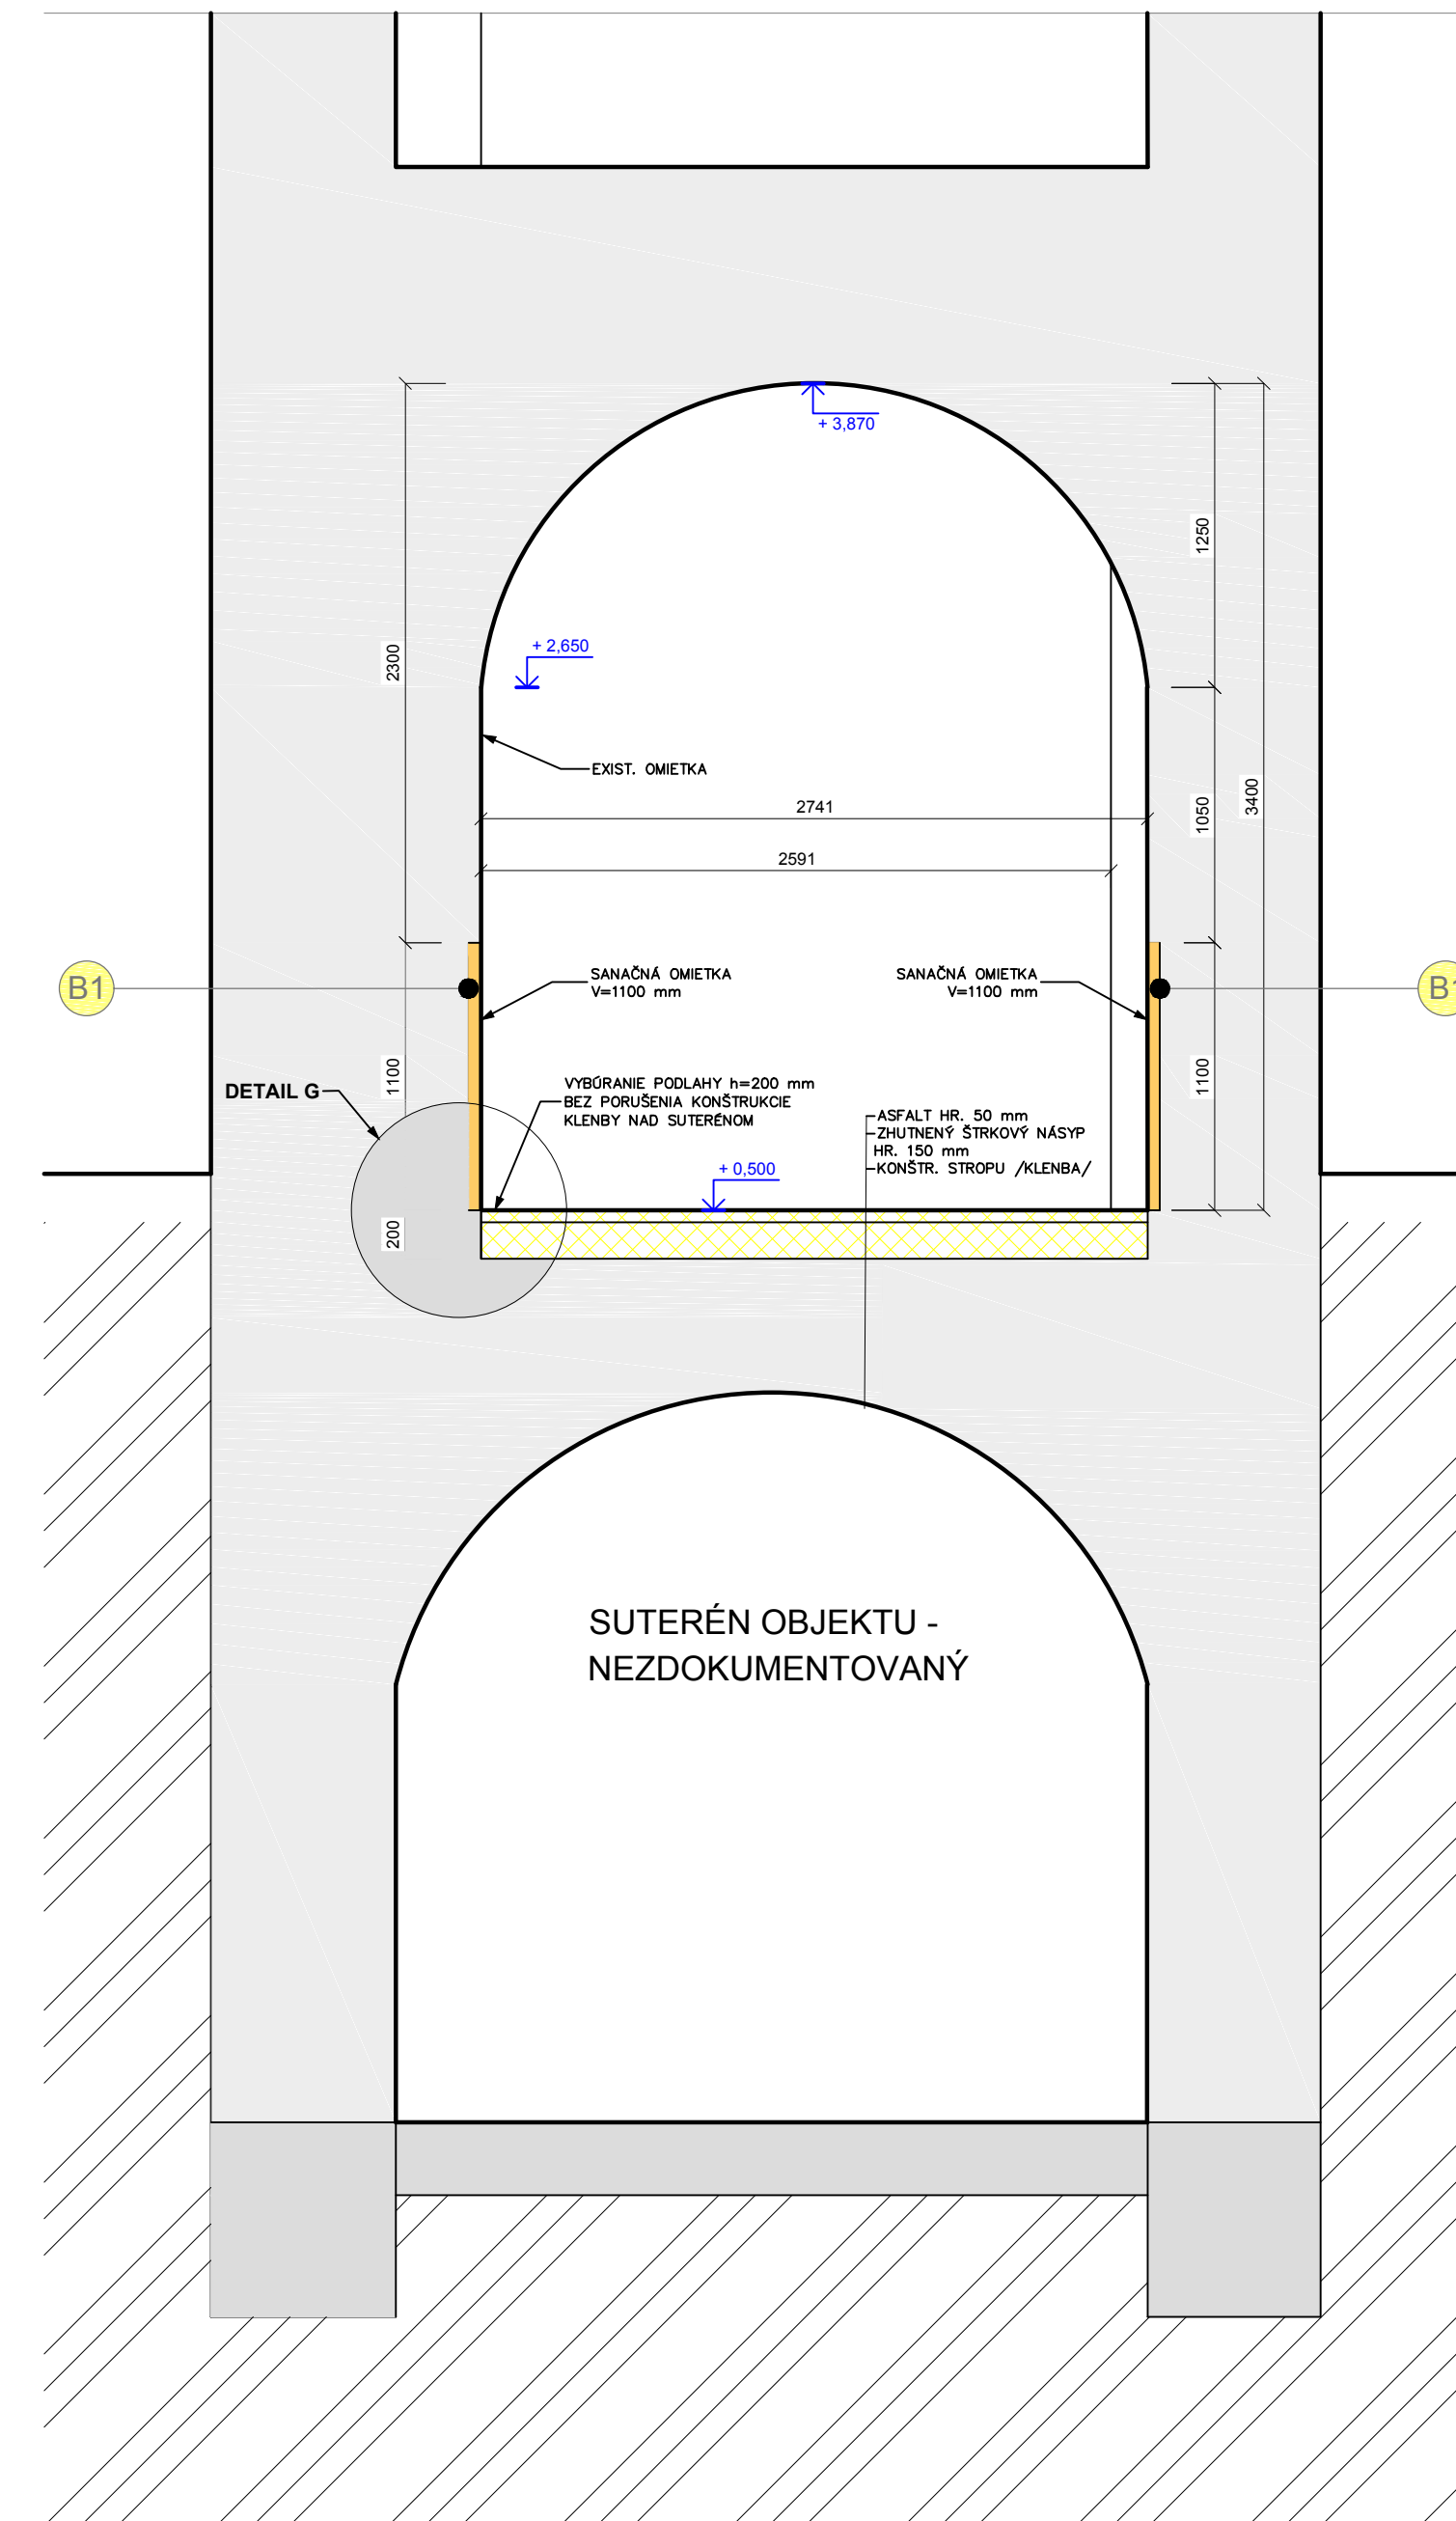 + 3,870
1250
2300
+ 2,650
EXIST. OMIETKA
2741
1050
3400
2591
B1
SANAČNÁ OMIETKA
V=1100 mm
SANAČNÁ OMIETKA
V=1100 mm
1100
1100
DETAIL G
VYBÚRANIE PODLAHY h=200 mm
BEZ PORUŠENIA KONŠTRUKCIE
KLENBY NAD SUTERÉNOM
ASFALT HR. 50 mm
ZHUTNENÝ ŠTRKOVÝ NÁSYP
HR. 150 mm
KONŠTR. STROPU /KLENBA/
+ 0,500
200
SUTERÉN OBJEKTU -
NEZDOKUMENTOVANÝ